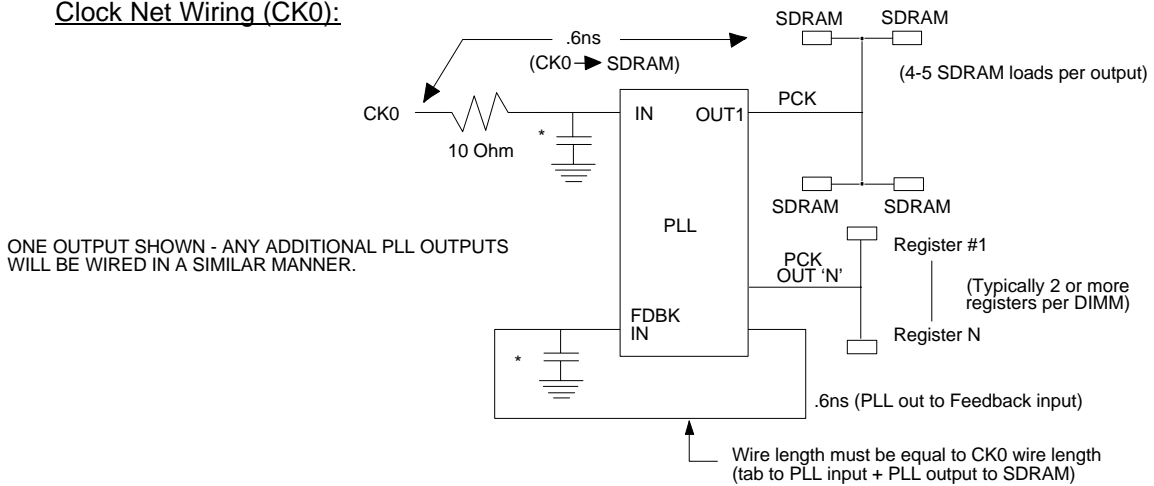 Clock Net Wiring (CK0):
SDRAM SDRAM
.6ns
(CK0 → SDRAM)
(4-5 SDRAM loads per output)
CK0
10 Ohm
*
IN
OUT1
PCK
SDRAM SDRAM
PLL
ONE OUTPUT SHOWN - ANY ADDITIONAL PLL OUTPUTS
WILL BE WIRED IN A SIMILAR MANNER.
PCK
OUT ‘N’
Register #1
(Typically 2 or more
registers per DIMM)
Register N
FDBK
IN
*
.6ns (PLL out to Feedback input)
Wire length must be equal to CK0 wire length
(tab to PLL input + PLL output to SDRAM)